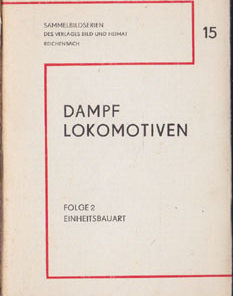 SAMMELBILDSERIEN
DES VERLAGES BILD UND HEIMAT
REICHENBACH
15
DAMPF
LOKOMOTIVEN
FOLGE 2
EINHEITSBAUART